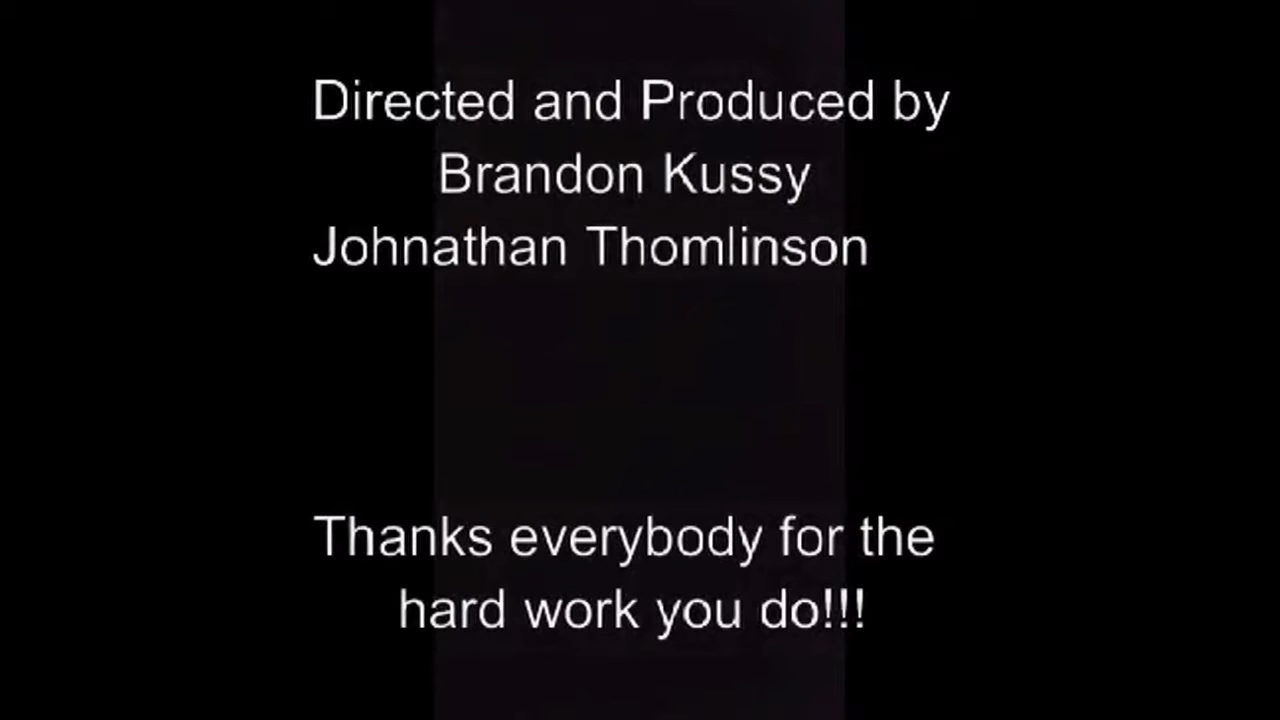 Directed and Produced by
Brandon Kussy
Johnathan Thomlinson
Thanks everybody for the
hard work you do!!!